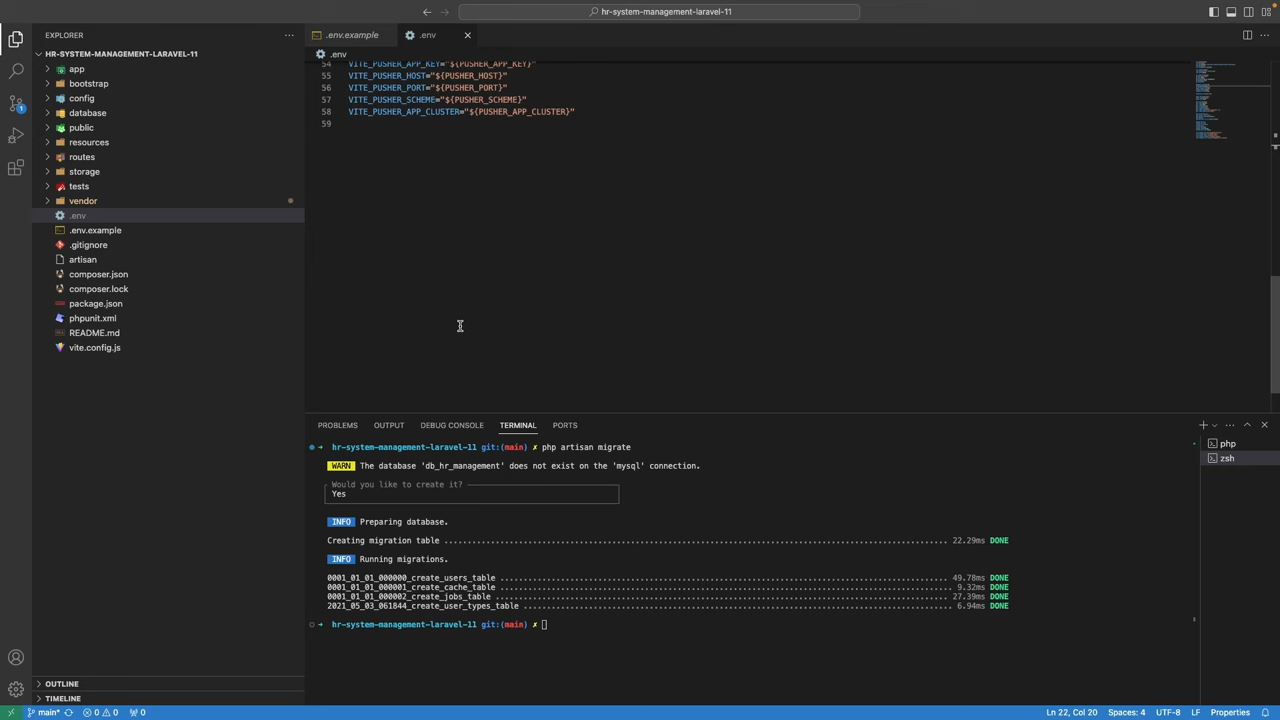 hr-system-management-laravel-11
EXPLORER
HR-SYSTEM-MANAGEMENT-LARAVEL-11
app
bootstrap
config
database
public
resources
routes
storage
tests
vendor
.env
.env.example
.gitignore
artisan
composer.json
composer.lock
package.json
phpunit.xml
README.md
vite.config.js
OUTLINE
TIMELINE
1
.env.example
.env
.env
54 VITE_PUSHER_APP_KEY="${PUSHER_APP_KEY}"
55 VITE_PUSHER_HOST="${PUSHER_HOST}"
56 VITE_PUSHER_PORT="${PUSHER_PORT}"
57 VITE_PUSHER_SCHEME="${PUSHER_SCHEME}"
58 VITE_PUSHER_APP_CLUSTER="${PUSHER_APP_CLUSTER}"
59
PROBLEMS OUTPUT DEBUG CONSOLE TERMINAL PORTS
hr-system-management-laravel-11 git:(main) ✗ php artisan migrate
WARN The database 'db_hr_management' does not exist on the 'mysql' connection.
Would you like to create it?
Yes
INFO Preparing database.
Creating migration table ........................................ 22.29ms DONE
INFO Running migrations.
0001_01_01_000000_create_users_table ........................................ 49.78ms DONE
0001_01_01_000001_create_cache_table ........................................ 9.32ms DONE
0001_01_01_000002_create_jobs_table ........................................ 27.39ms DONE
2021_05_03_061844_create_user_types_table ........................................ 6.94ms DONE
hr-system-management-laravel-11 git:(main) ✗
php
zsh
main* 0 0 0 Ln 22, Col 20 Spaces: 4 UTF-8 LF Properties